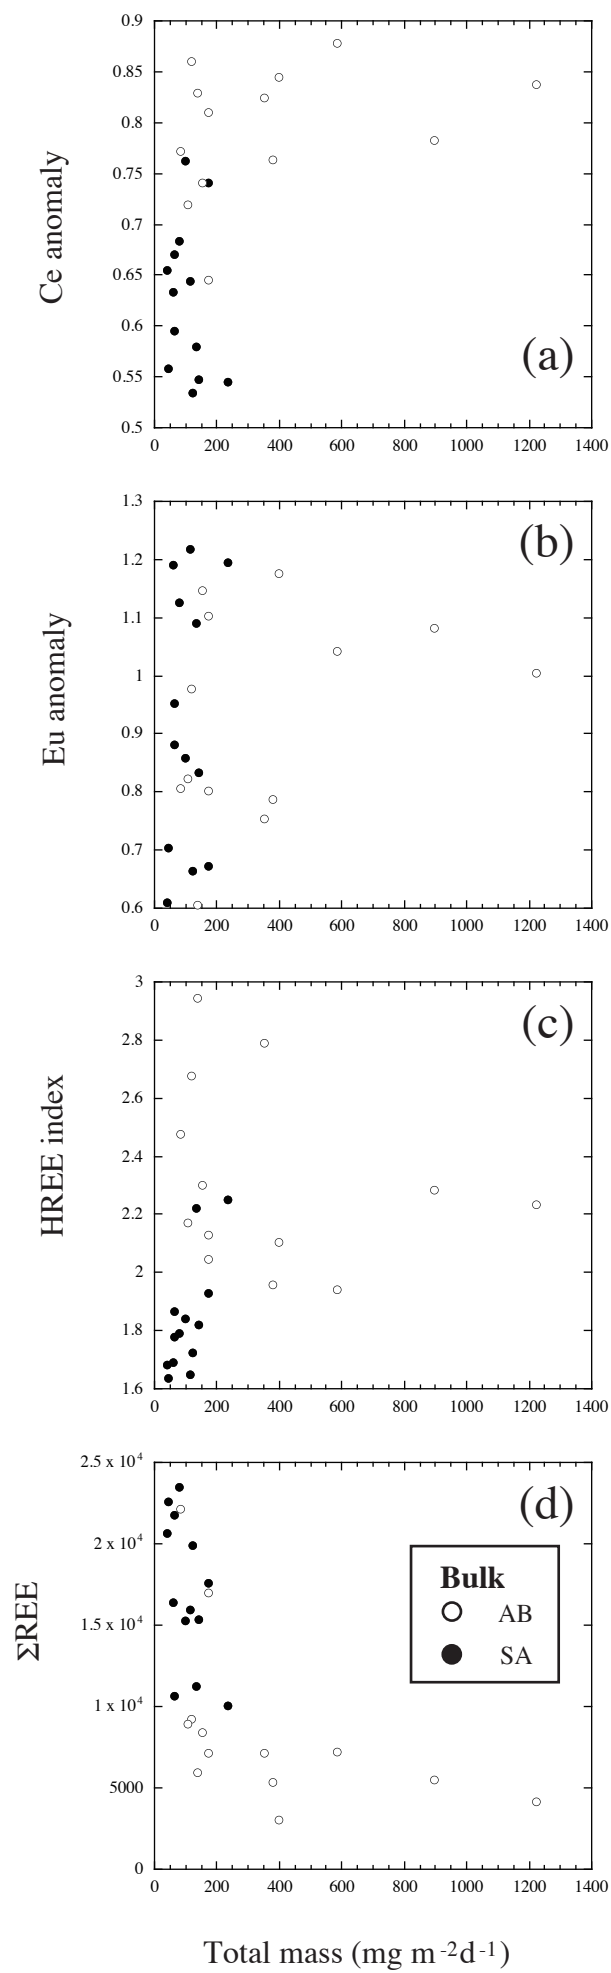 0.9
0.85
0.8
0.75
0.7
0.65
0.6
0.55
0.5
Ce anomaly
(a)
0 200 400 600 800 1000 1200 1400
1.3
1.2
1.1
1
0.9
0.8
0.7
0.6
Eu anomaly
(b)
0 200 400 600 800 1000 1200 1400
3
2.8
2.6
2.4
2.2
2
1.8
1.6
HREE index
(c)
0 200 400 600 800 1000 1200 1400
2.5 x 10⁴
2 x 10⁴
1.5 x 10⁴
1 x 10⁴
5000
0
ΣREE
(d)
Bulk
AB
SA
0 200 400 600 800 1000 1200 1400
Total mass (mg m⁻²d⁻¹)